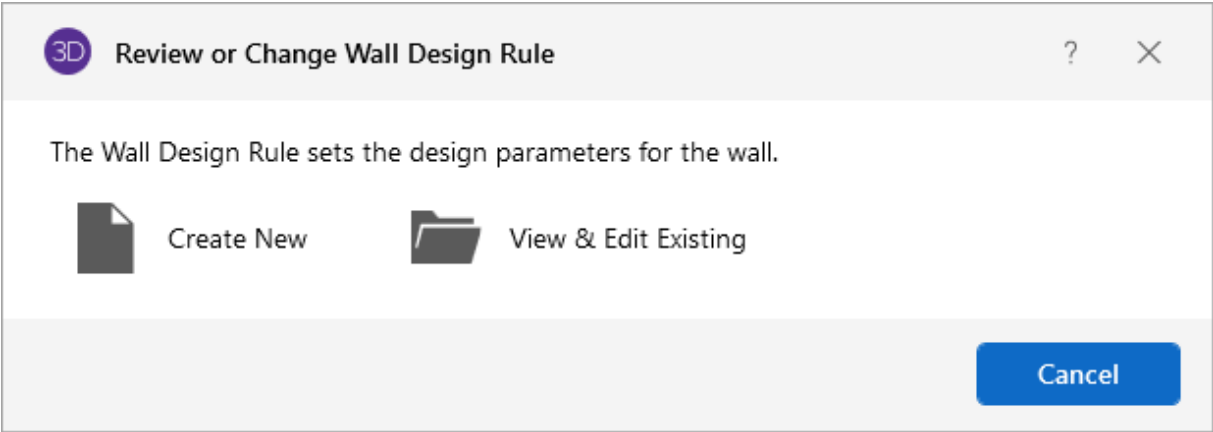 3D Review or Change Wall Design Rule ?
The Wall Design Rule sets the design parameters for the wall.
Create New View & Edit Existing
Cancel